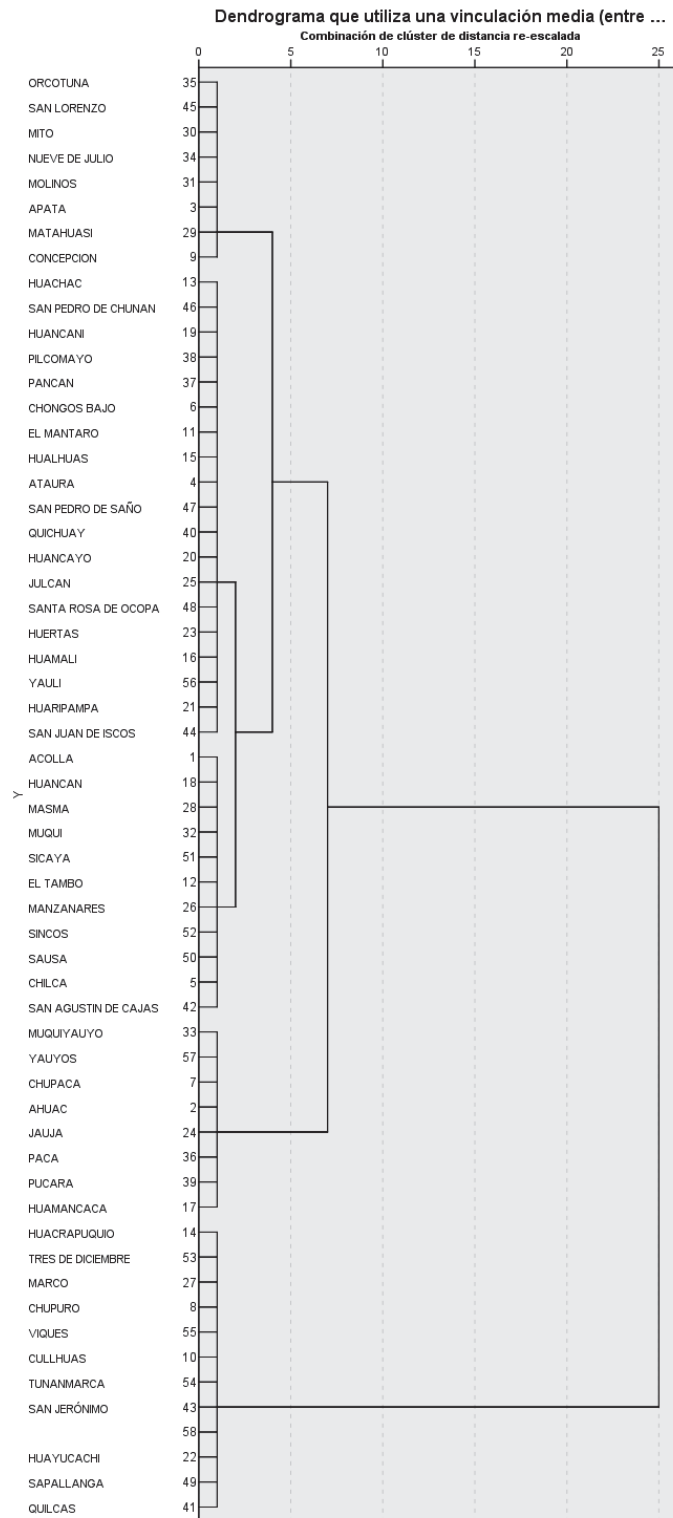 Dendrograma que utiliza una vinculación media (entre ...
Combinación de clúster de distancia re-escalada
0 5 10 15 20 25
ORCOTUNA 35
SAN LORENZO 45
MITO 30
NUEVE DE JULIO 34
MOLINOS 31
APATA 3
MATAHUASI 29
CONCEPCION 9
HUACHAC 13
SAN PEDRO DE CHUNAN 46
HUANCANI 19
PILCOMAYO 38
PANCAN 37
CHONGOS BAJO 6
EL MANTARO 11
HUALHUAS 15
ATAURA 4
SAN PEDRO DE SAÑO 47
QUICHUAY 40
HUANCAYO 20
JULCAN 25
SANTA ROSA DE OCOPA 48
HUERTAS 23
HUAMALI 16
YAULI 56
HUARIPAMPA 21
SAN JUAN DE ISCOS 44
ACOLLA 1
HUANCAN 18
Y
MASMA 28
MUQUI 32
SICAYA 51
EL TAMBO 12
MANZANARES 26
SINCOS 52
SAUSA 50
CHILCA 5
SAN AGUSTIN DE CAJAS 42
MUQUIYAUYO 33
YAUYOS 57
CHUPACA 7
AHUAC 2
JAUJA 24
PACA 36
PUCARA 39
HUAMANCACA 17
HUACRAPUQUIO 14
TRES DE DICIEMBRE 53
MARCO 27
CHUPURO 8
VIQUES 55
CULLHUAS 10
TUNANMARCA 54
SAN JERÓNIMO 43
58
HUAYUCACHI 22
SAPALLANGA 49
QUILCAS 41